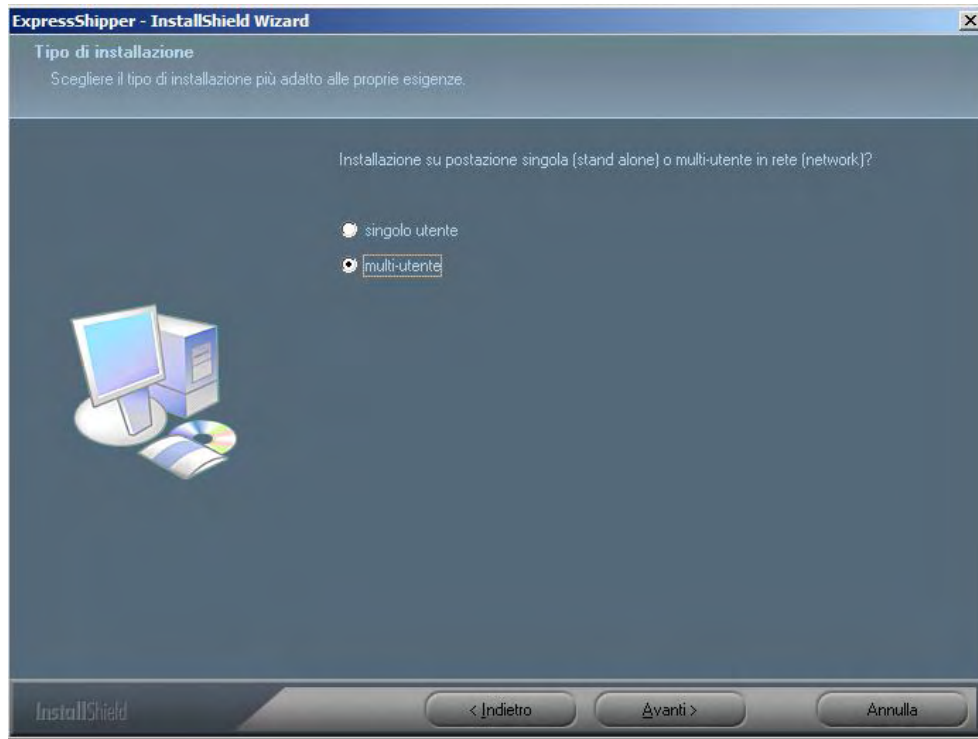 ExpressShipper - InstallShield Wizard
Tipo di installazione
Scegliere il tipo di installazione più adatto alle proprie esigenze.
Installazione su postazione singola (stand alone) o multi-utente in rete (network)?
singolo utente
multi-utente
InstallShield
< Indietro
Avanti >
Annulla